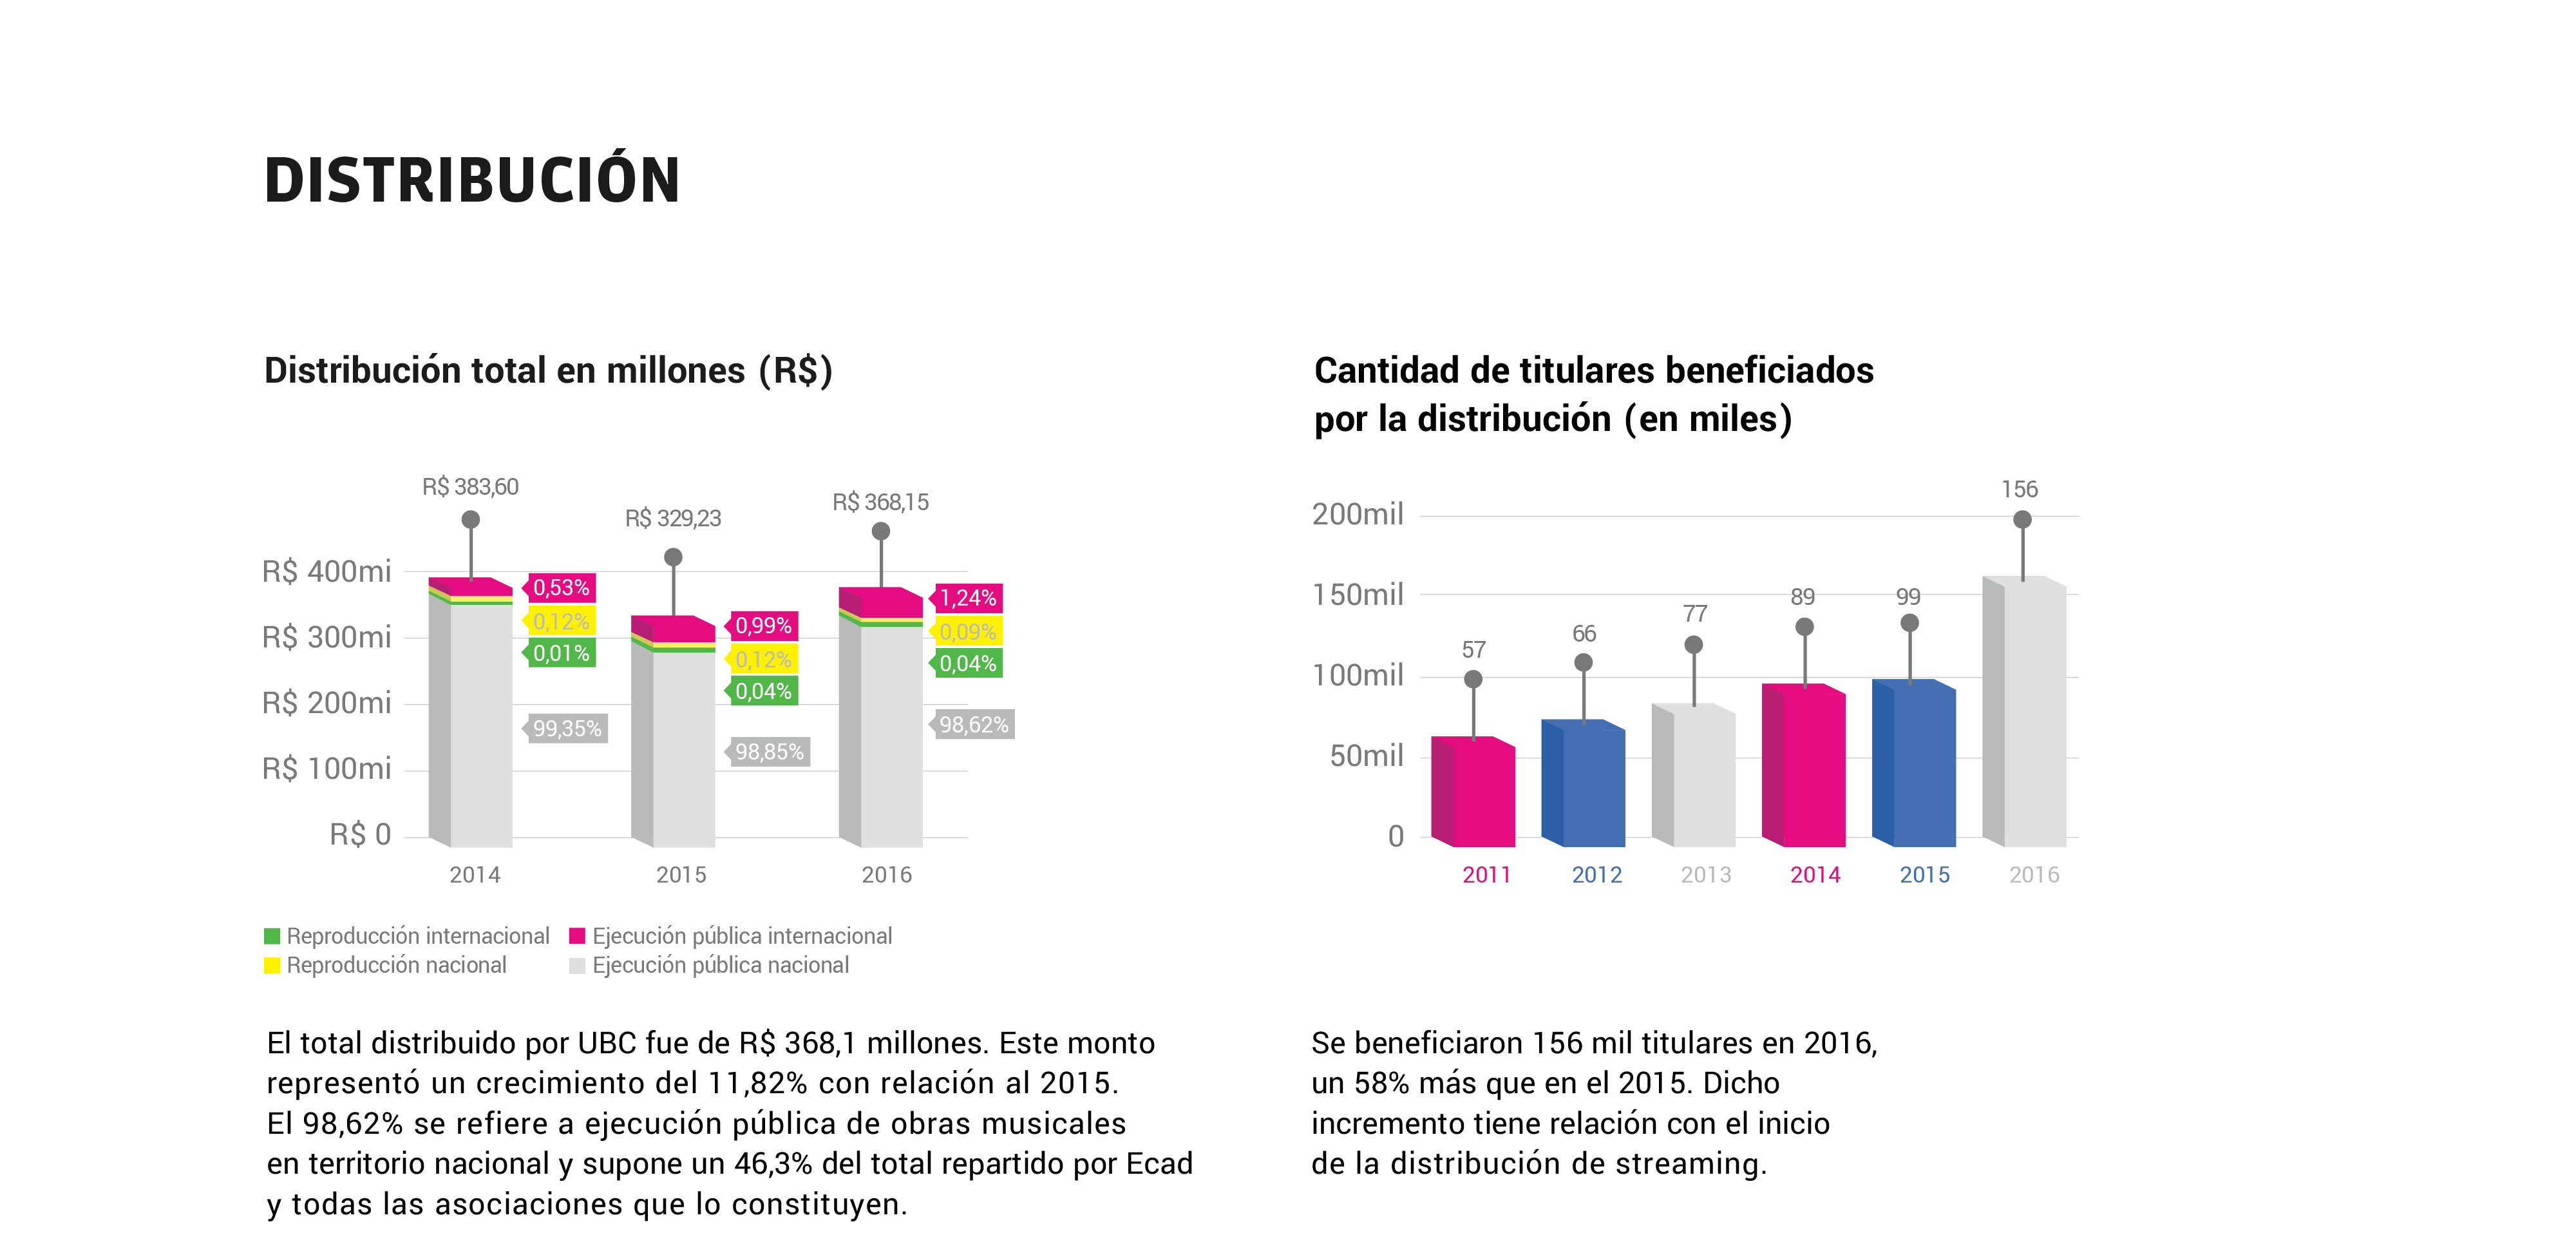 DISTRIBUCIÓN
Distribución total en millones (R$)
R$ 383,60
R$ 329,23
R$ 368,15
R$ 400mi
R$ 300mi
R$ 200mi
R$ 100mi
R$ 0
0,53%
0,12%
0,01%
99,35%
0,99%
0,12%
0,04%
98,85%
1,24%
0,09%
0,04%
98,62%
2014
2015
2016
Reproducción internacional
Ejecución pública internacional
Reproducción nacional
Ejecución pública nacional
El total distribuido por UBC fue de R$ 368,1 millones. Este monto
representó un crecimiento del 11,82% con relación al 2015.
El 98,62% se refiere a ejecución pública de obras musicales
en territorio nacional y supone un 46,3% del total repartido por Ecad
y todas las asociaciones que lo constituyen.
Cantidad de titulares beneficiados
por la distribución (en miles)
200mil
150mil
100mil
50mil
0
57
66
77
89
99
156
2011
2012
2013
2014
2015
2016
Se beneficiaron 156 mil titulares en 2016,
un 58% más que en el 2015. Dicho
incremento tiene relación con el inicio
de la distribución de streaming.